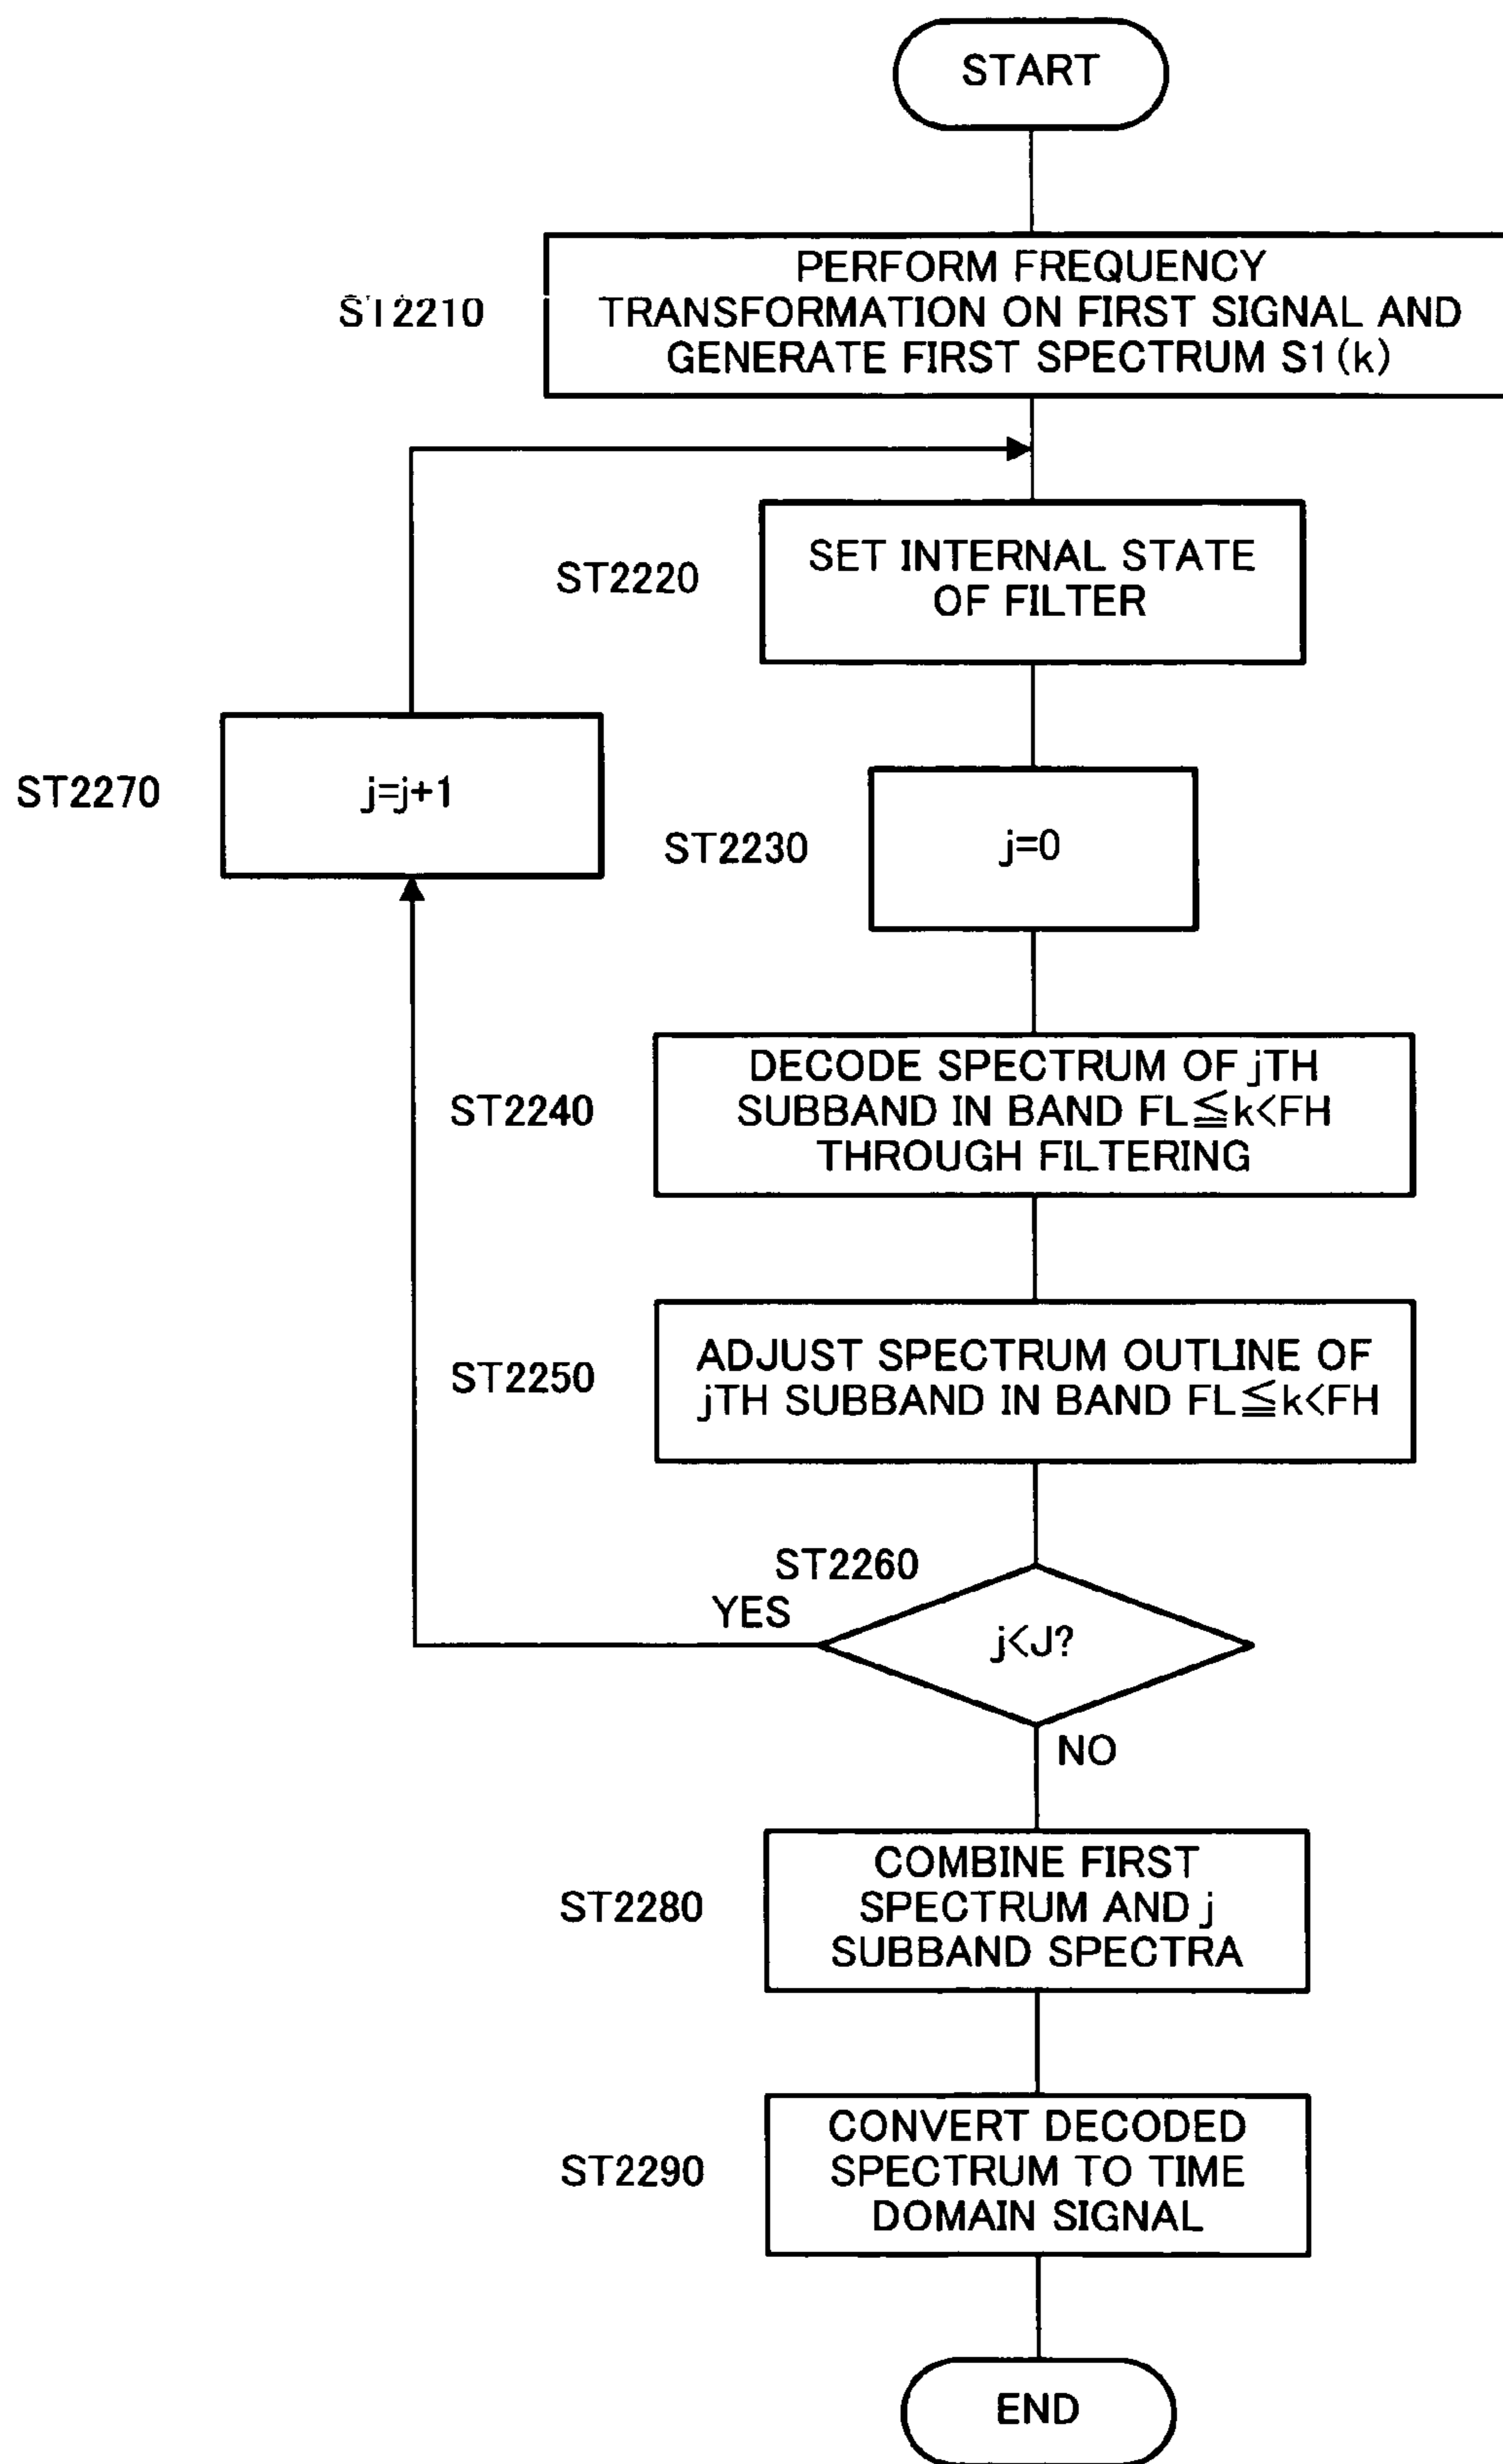 START
PERFORM FREQUENCY
ST2210
TRANSFORMATION ON FIRST SIGNAL AND
GENERATE FIRST SPECTRUM S1(k)
SET INTERNAL STATE
ST2220
OF FILTER
ST2270
j=j+1
ST2230
j=0
DECODE SPECTRUM OF jTH
ST2240
SUBBAND IN BAND FL≦k<FH
THROUGH FILTERING
ADJUST SPECTRUM OUTLINE OF
ST2250
jTH SUBBAND IN BAND FL≦k<FH
ST2260
YES
j<J?
NO
COMBINE FIRST
ST2280
SPECTRUM AND j
SUBBAND SPECTRA
CONVERT DECODED
ST2290
SPECTRUM TO TIME
DOMAIN SIGNAL
END